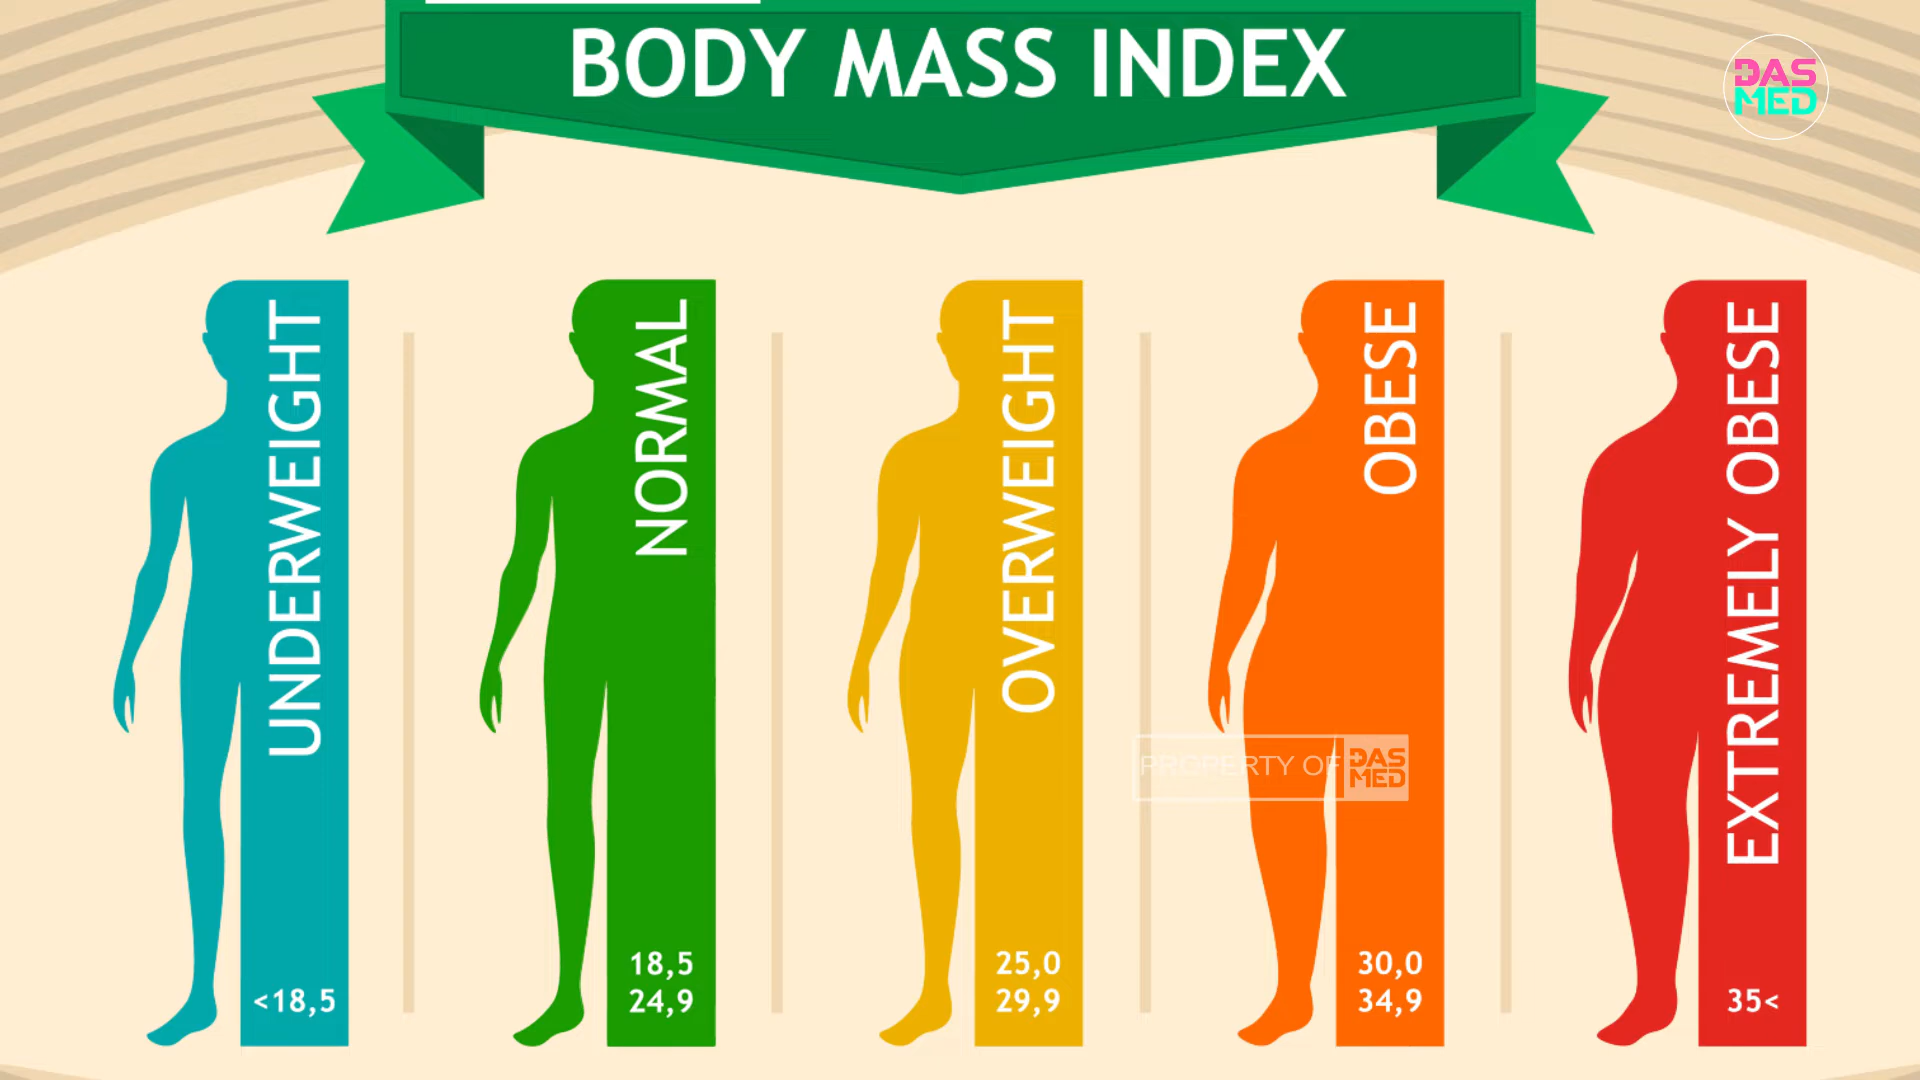 BODY MASS INDEX
DAS
MED
UNDERWEIGHT
<18,5
NORMAL
18,5
24,9
OVERWEIGHT
25,0
29,9
OBESE
30,0
34,9
EXTREMELY OBESE
35<
PROPERTY OF DAS MED